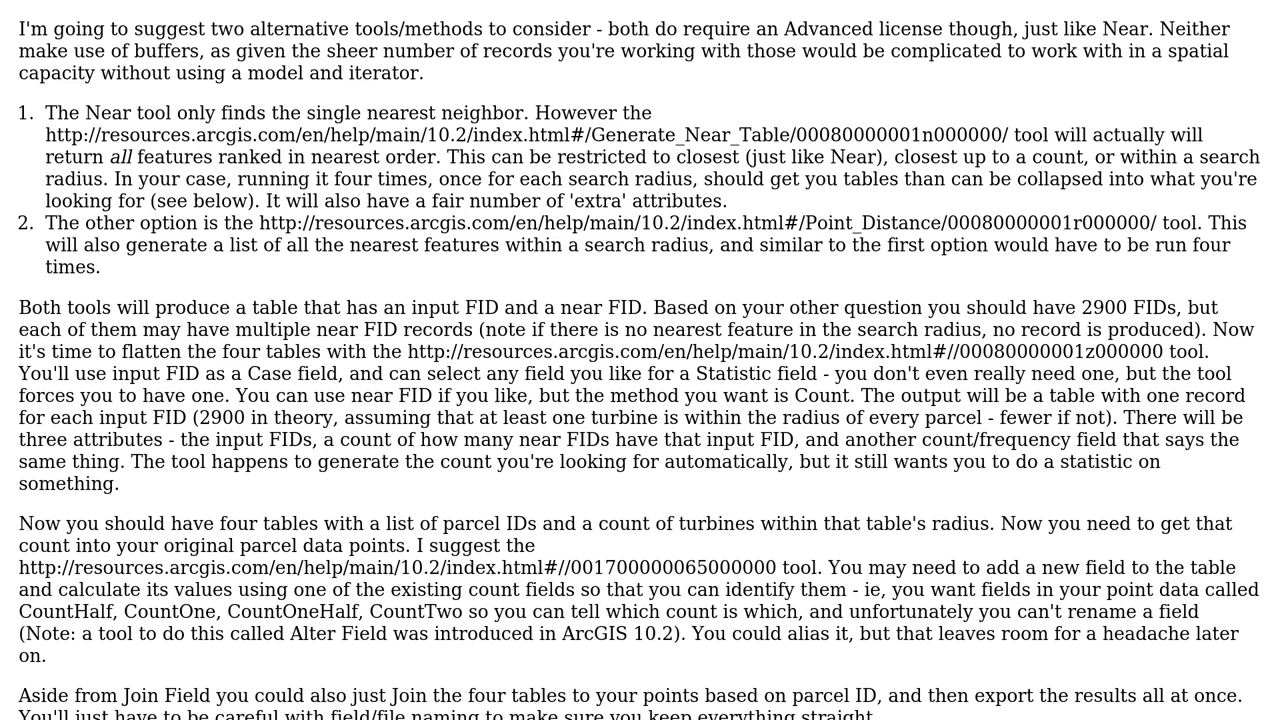 I'm going to suggest two alternative tools/methods to consider - both do require an Advanced license though, just like Near. Neither
make use of buffers, as given the sheer number of records you're working with those would be complicated to work with in a spatial
capacity without using a model and iterator.
1. The Near tool only finds the single nearest neighbor. However the
http://resources.arcgis.com/en/help/main/10.2/index.html#/Generate_Near_Table/00080000001n000000/ tool will actually will
return all features ranked in nearest order. This can be restricted to closest (just like Near), closest up to a count, or within a search
radius. In your case, running it four times, once for each search radius, should get you tables than can be collapsed into what you're
looking for (see below). It will also have a fair number of 'extra' attributes.
2. The other option is the http://resources.arcgis.com/en/help/main/10.2/index.html#/Point_Distance/00080000001r000000/ tool. This
will also generate a list of all the nearest features within a search radius, and similar to the first option would have to be run four
times.
Both tools will produce a table that has an input FID and a near FID. Based on your other question you should have 2900 FIDs, but
each of them may have multiple near FID records (note if there is no nearest feature in the search radius, no record is produced). Now
it's time to flatten the four tables with the http://resources.arcgis.com/en/help/main/10.2/index.html#//00080000001z000000 tool.
You'll use input FID as a Case field, and can select any field you like for a Statistic field - you don't even really need one, but the tool
forces you to have one. You can use near FID if you like, but the method you want is Count. The output will be a table with one record
for each input FID (2900 in theory, assuming that at least one turbine is within the radius of every parcel - fewer if not). There will be
three attributes - the input FIDs, a count of how many near FIDs have that input FID, and another count/frequency field that says the
same thing. The tool happens to generate the count you're looking for automatically, but it still wants you to do a statistic on
something.
Now you should have four tables with a list of parcel IDs and a count of turbines within that table's radius. Now you need to get that
count into your original parcel data points. I suggest the
http://resources.arcgis.com/en/help/main/10.2/index.html#//001700000065000000 tool. You may need to add a new field to the table
and calculate its values using one of the existing count fields so that you can identify them - ie, you want fields in your point data called
CountHalf, CountOne, CountOneHalf, CountTwo so you can tell which count is which, and unfortunately you can't rename a field
(Note: a tool to do this called Alter Field was introduced in ArcGIS 10.2). You could alias it, but that leaves room for a headache later
on.
Aside from Join Field you could also just Join the four tables to your points based on parcel ID, and then export the results all at once.
You'll just have to be careful with field/file naming to make sure you keep everything straight.